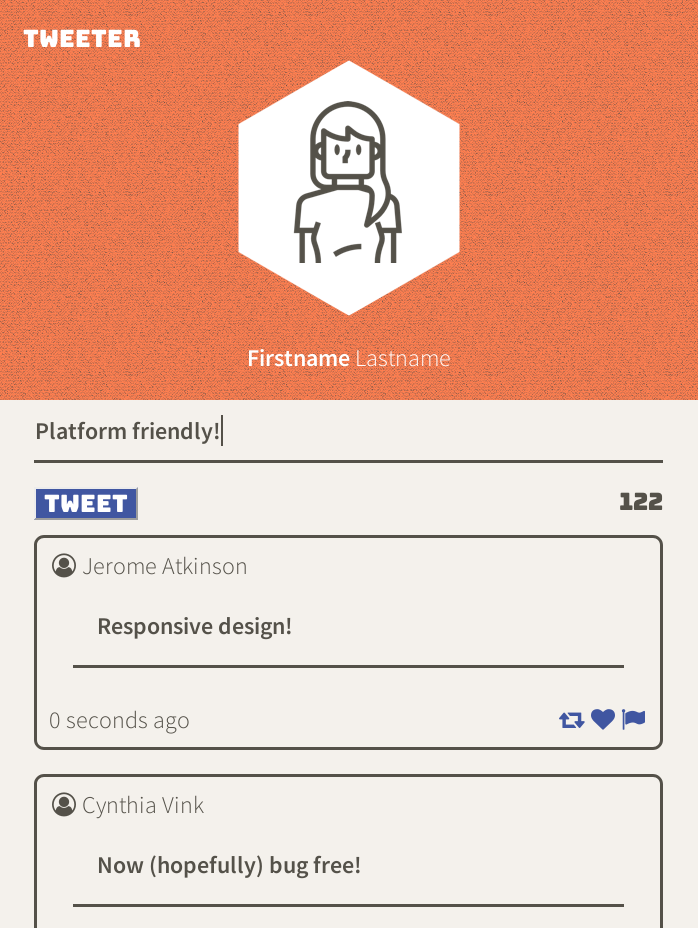 TWEETER
Firstname Lastname
Platform friendly!
TWEET 122
Jerome Atkinson
Responsive design!
0 seconds ago
Cynthia Vink
Now (hopefully) bug free!